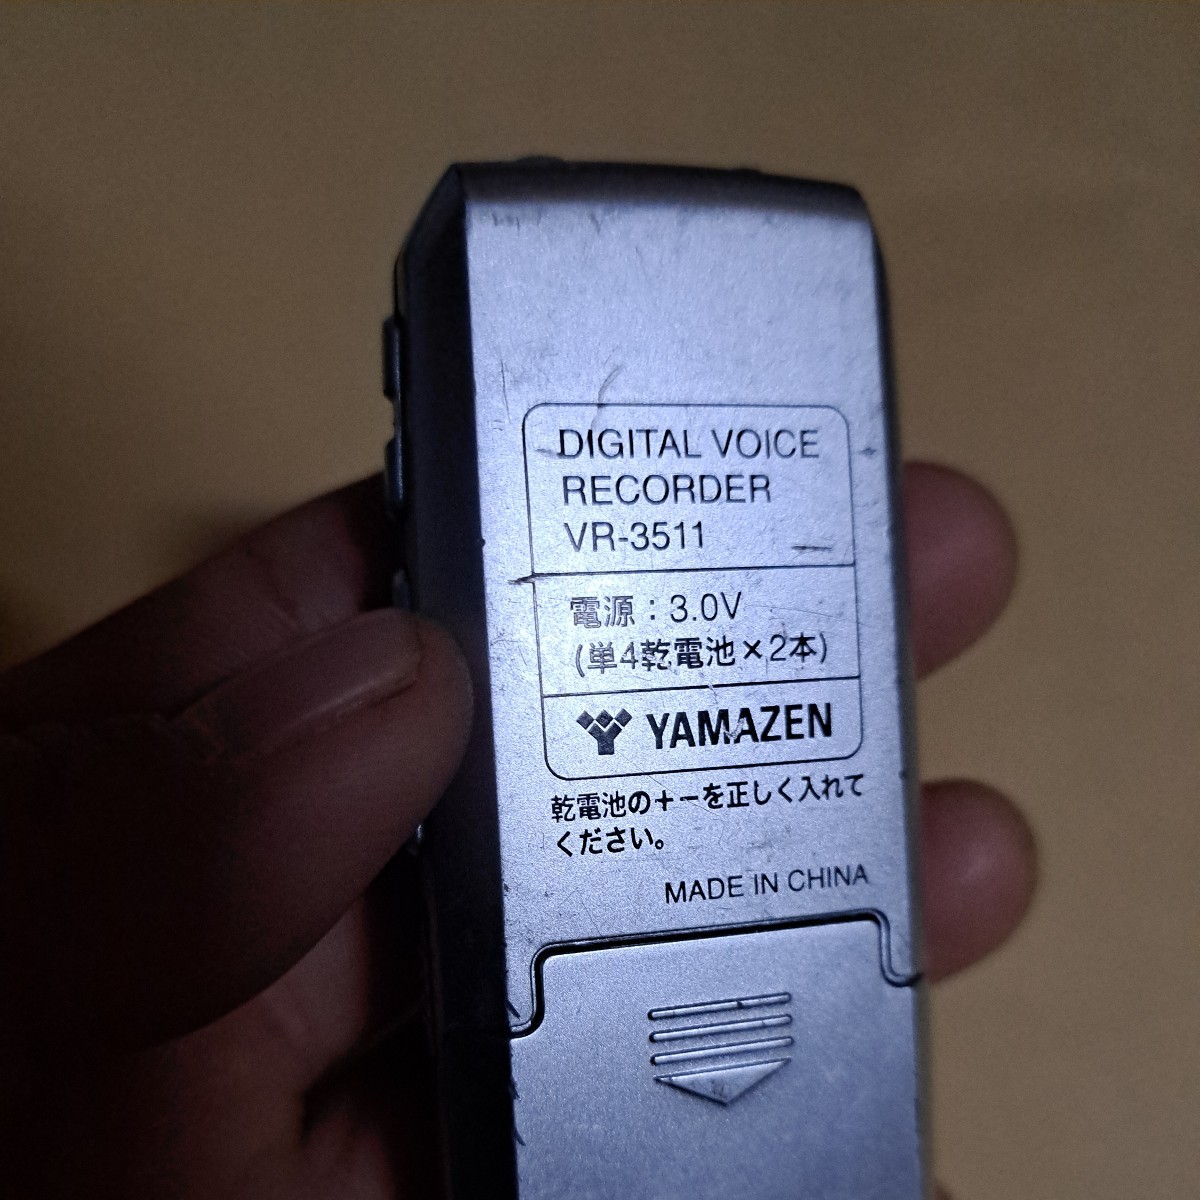 DIGITAL VOICE
RECORDER
VR-3511
電源：3.0V
(単4乾電池×2本)
YAMAZEN
乾電池の＋−を正しく入れて
ください。
MADE IN CHINA